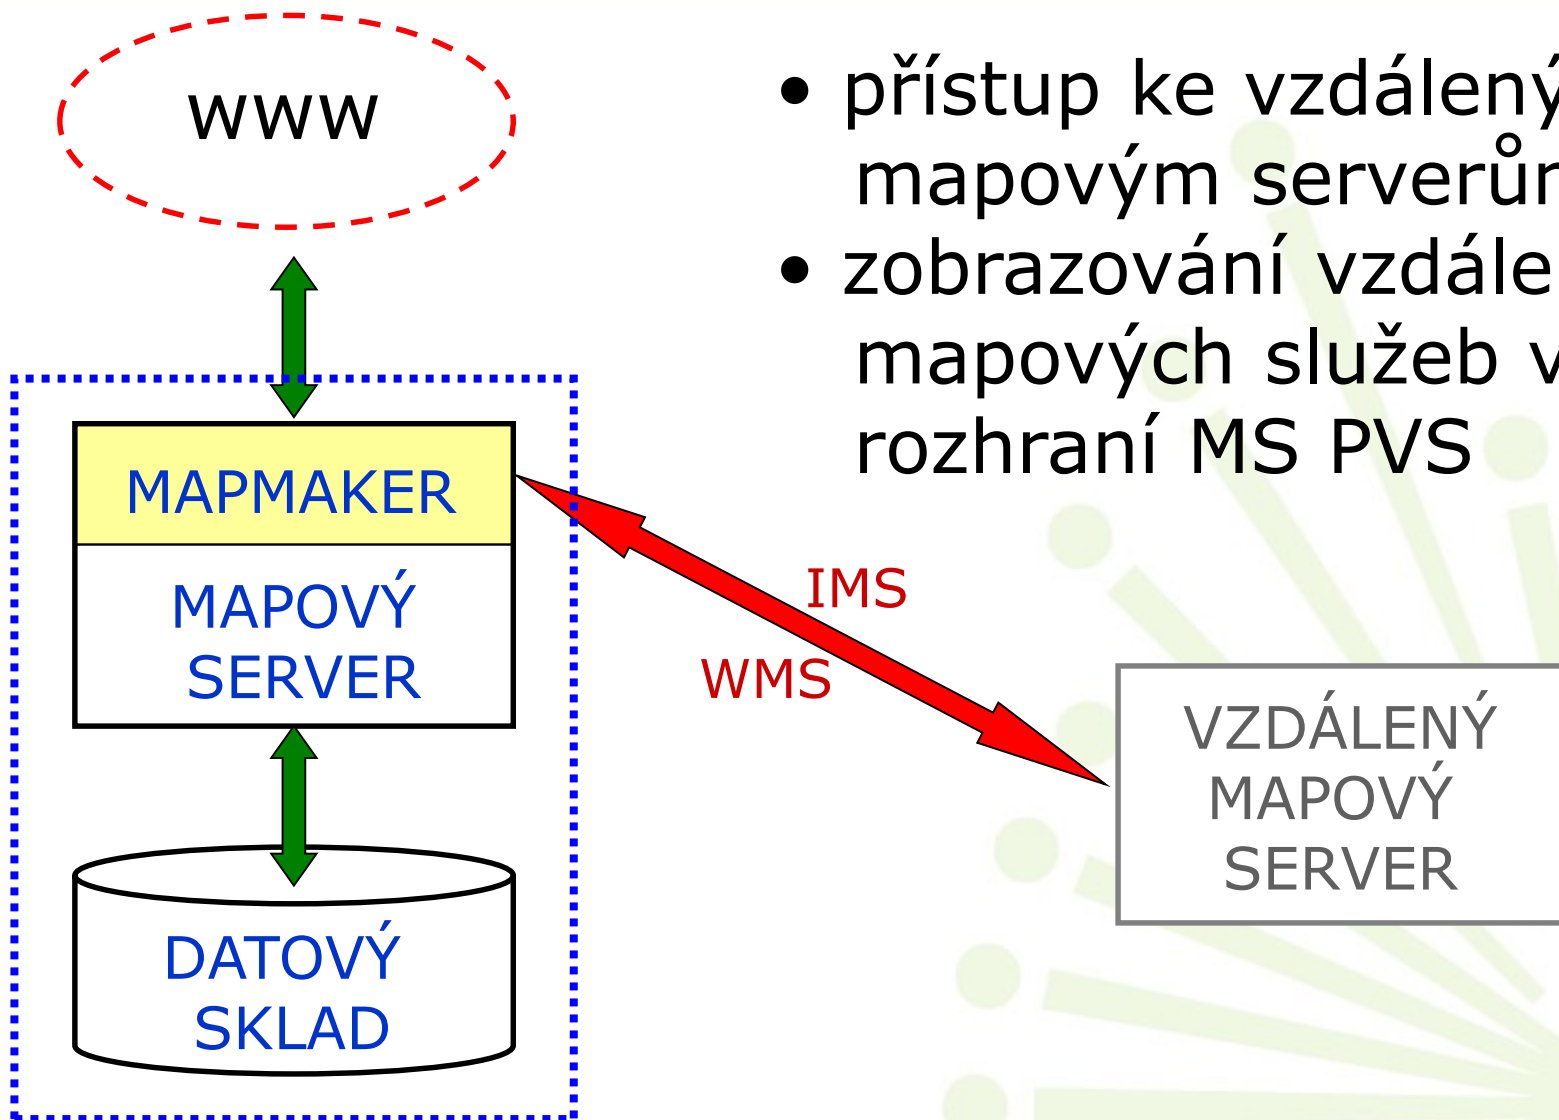 www
• přístup ke vzdálený
mapovým serverům
• zobrazování vzdále
mapových služeb v
rozhraní MS PVS
MAPMAKER
MAPOVÝ
SERVER
IMS
WMS
VZDÁLENÝ
MAPOVÝ
SERVER
DATOVÝ
SKLAD